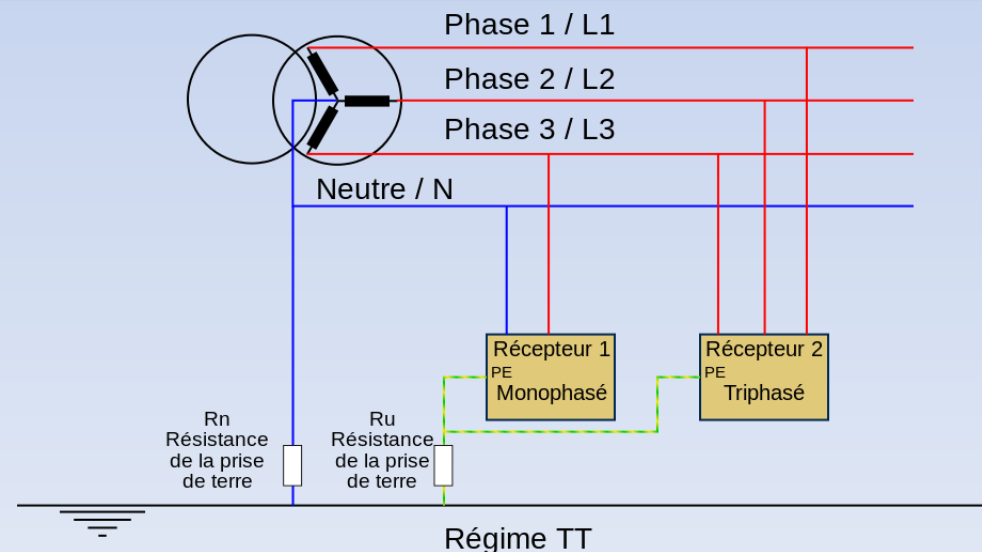 Phase 1 / L1
Phase 2 / L2
Phase 3 / L3
Neutre / N
Récepteur 1
PE
Monophasé
Récepteur 2
PE
Triphasé
Rn
Résistance
de la prise
de terre
Ru
Résistance
de la prise
de terre
Régime TT